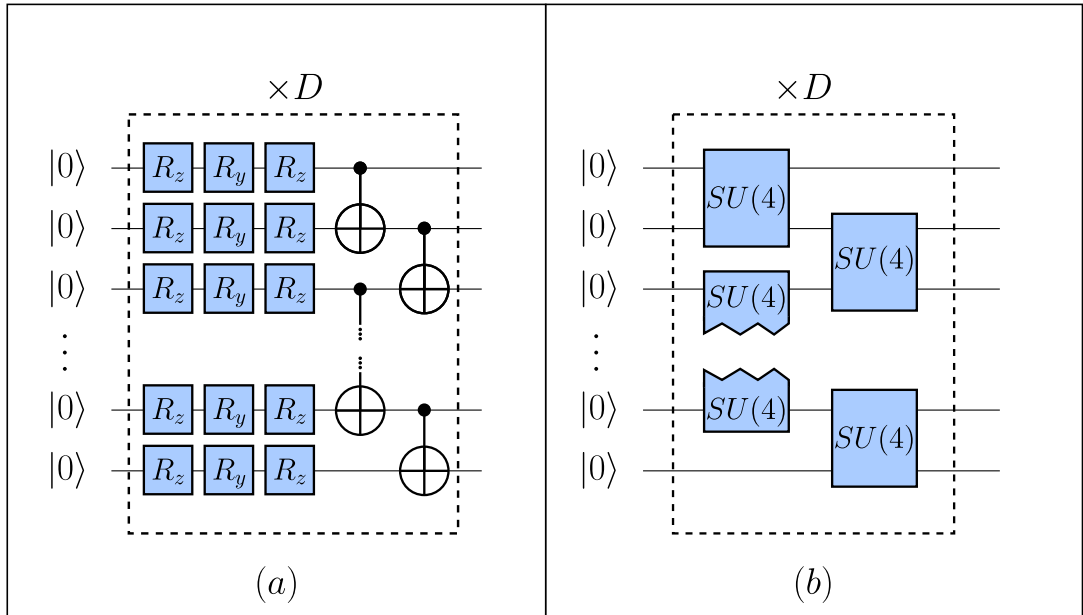 ×D ×D
|0⟩ R_z R_y R_z |0⟩ SU(4)
|0⟩ R_z R_y R_z |0⟩ SU(4)
|0⟩ R_z R_y R_z |0⟩ SU(4)
⋮ ⋮
|0⟩ R_z R_y R_z |0⟩ SU(4) SU(4)
|0⟩ R_z R_y R_z |0⟩
(a) (b)